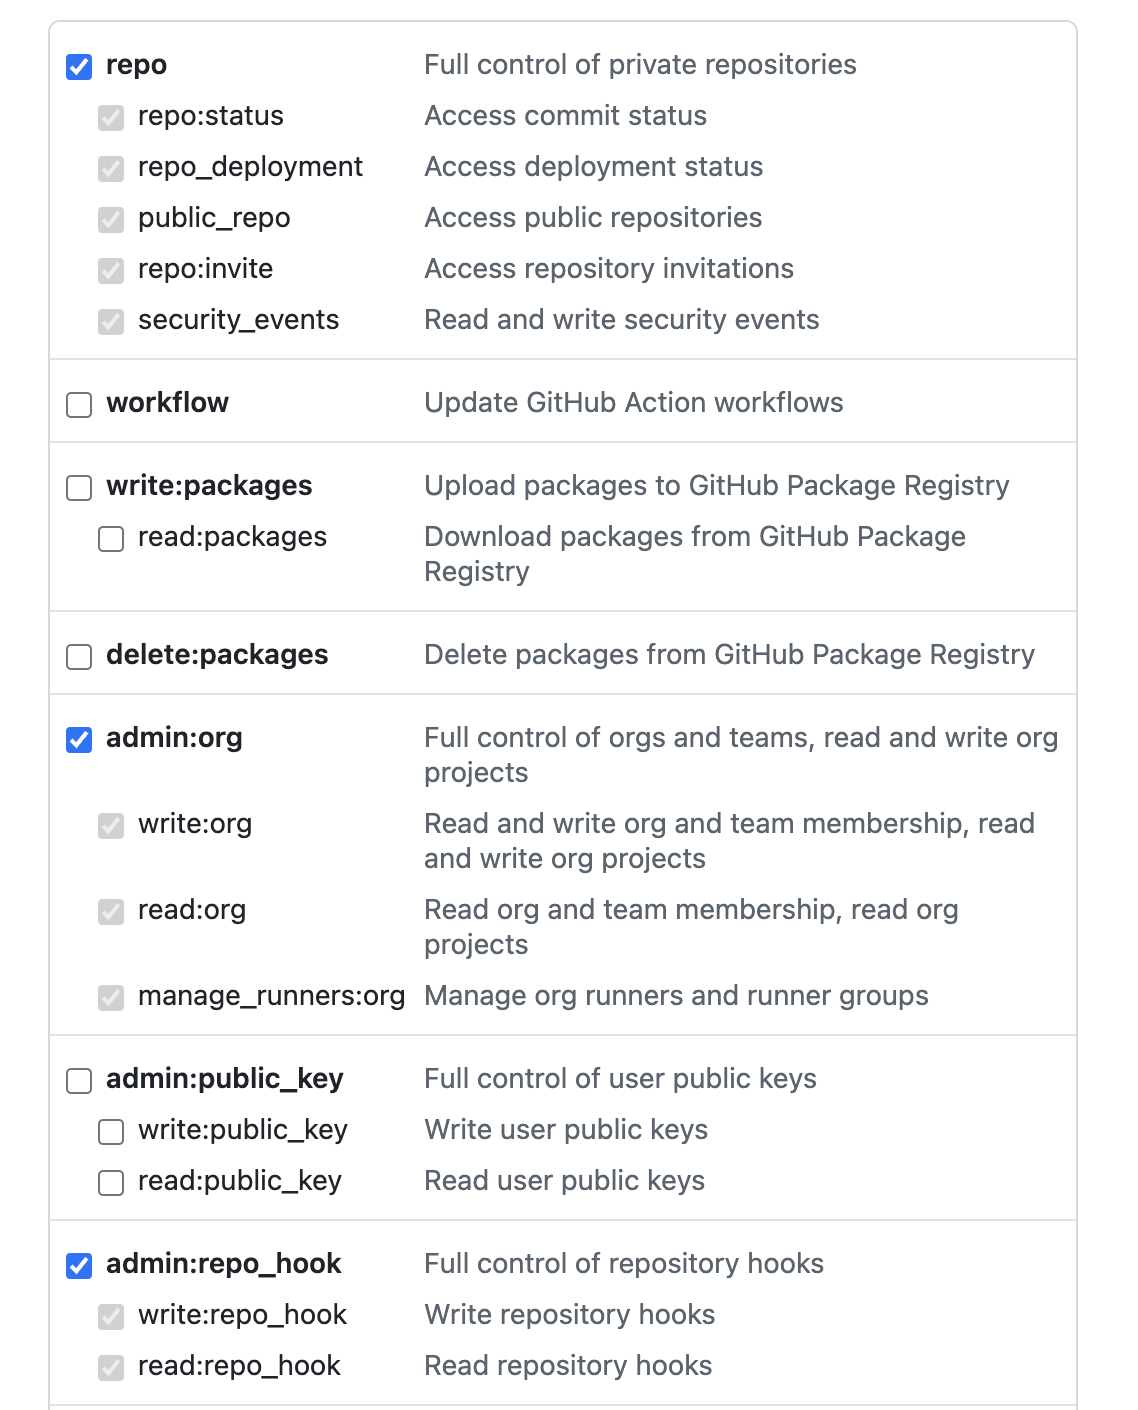 repo Full control of private repositories
repo:status Access commit status
repo_deployment Access deployment status
public_repo Access public repositories
repo:invite Access repository invitations
security_events Read and write security events
workflow Update GitHub Action workflows
write:packages Upload packages to GitHub Package Registry
read:packages Download packages from GitHub Package
Registry
delete:packages Delete packages from GitHub Package Registry
admin:org Full control of orgs and teams, read and write org
projects
write:org Read and write org and team membership, read
and write org projects
read:org Read org and team membership, read org
projects
manage_runners:org Manage org runners and runner groups
admin:public_key Full control of user public keys
write:public_key Write user public keys
read:public_key Read user public keys
admin:repo_hook Full control of repository hooks
write:repo_hook Write repository hooks
read:repo_hook Read repository hooks